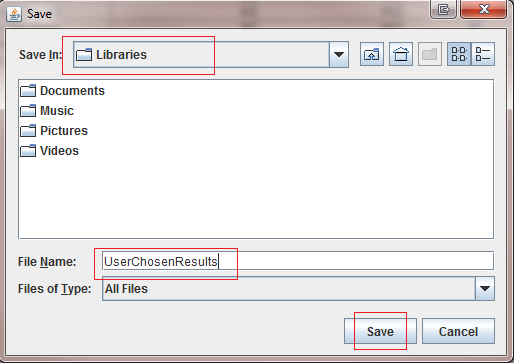 Save
Save In: Libraries
Documents
Music
Pictures
Videos
File Name: UserChosenResults
Files of Type: All Files
Save Cancel